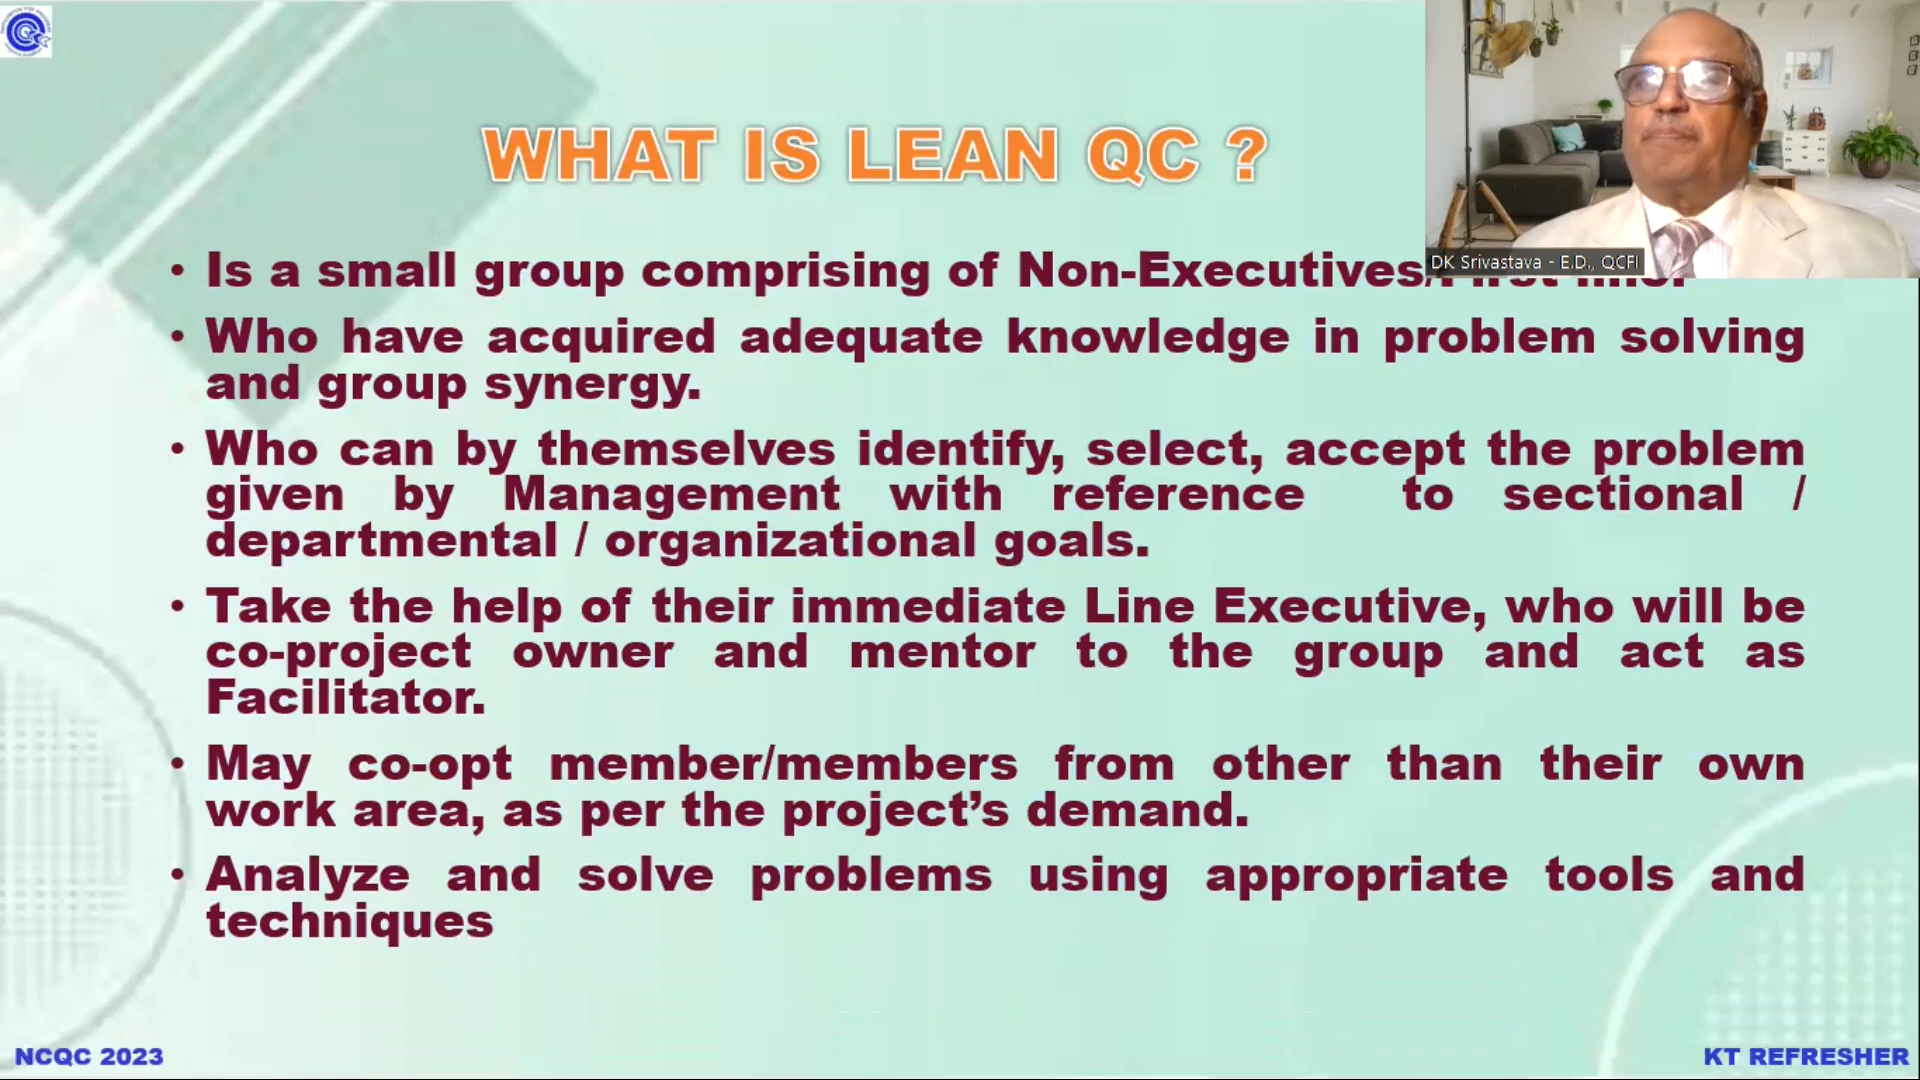 WHAT IS LEAN QC ?
DK Srivastava - E.D., QCFI
• Is a small group comprising of Non-Executives/First line.
• Who have acquired adequate knowledge in problem solving
and group synergy.
• Who can by themselves identify, select, accept the problem
given by Management with reference to sectional /
departmental / organizational goals.
• Take the help of their immediate Line Executive, who will be
co-project owner and mentor to the group and act as
Facilitator.
• May co-opt member/members from other than their own
work area, as per the project’s demand.
• Analyze and solve problems using appropriate tools and
techniques
NCQC 2023
KT REFRESHER